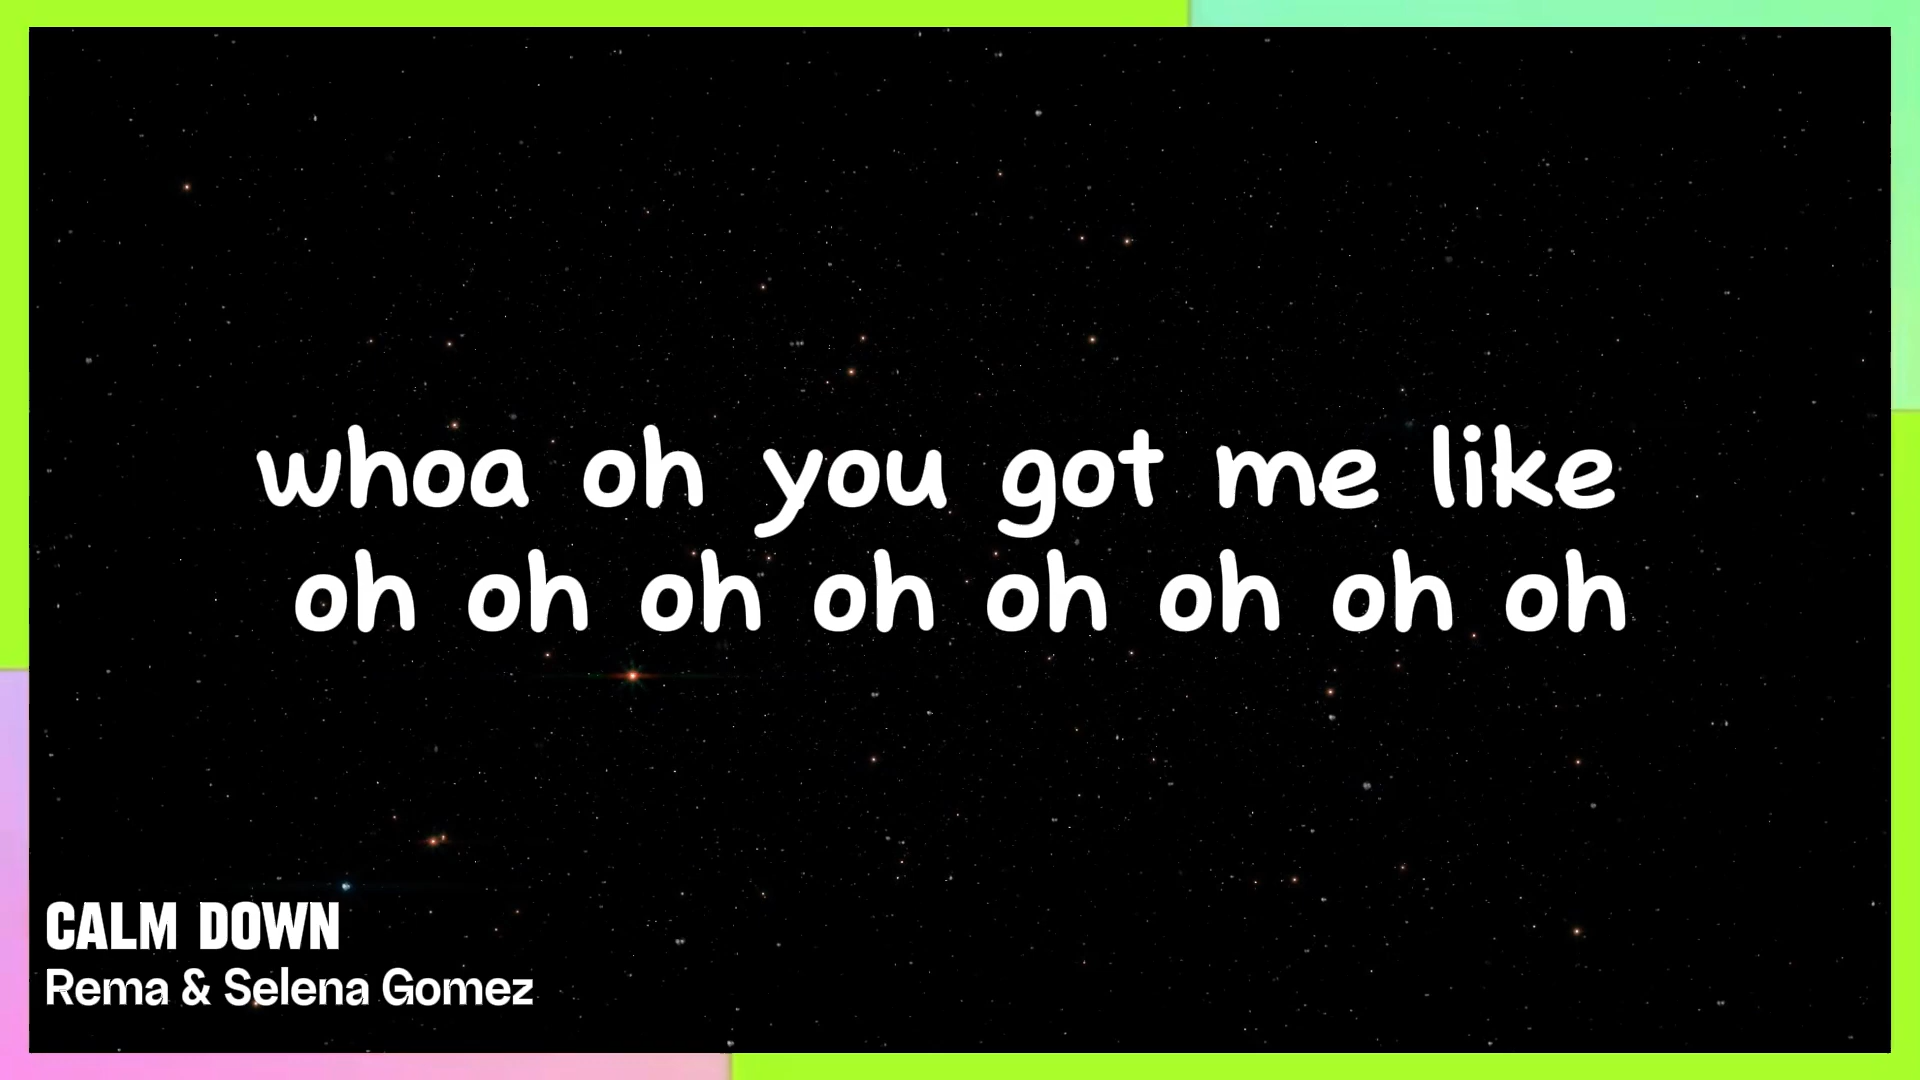 whoa oh you got me like
oh oh oh oh oh oh oh oh
CALM DOWN
Rema & Selena Gomez